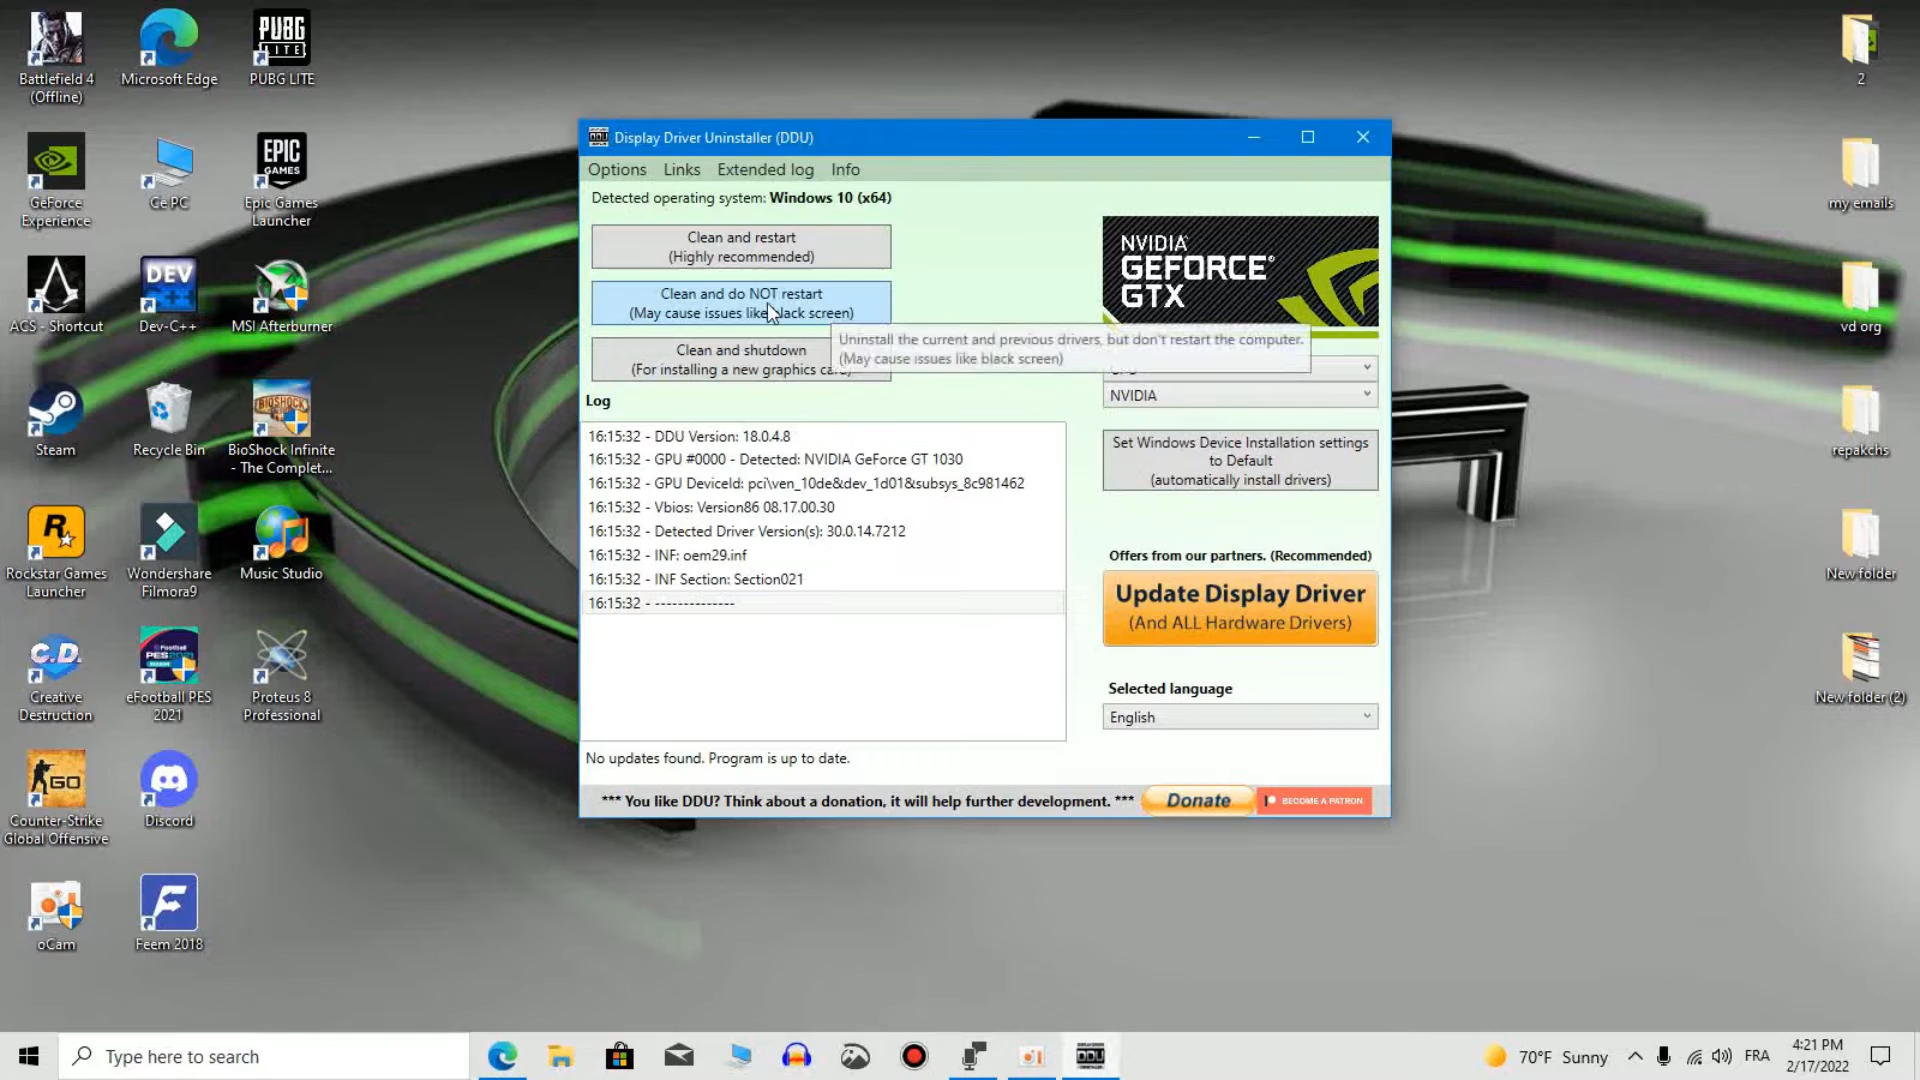 Battlefield 4
(Offline)
Microsoft Edge
PUBG
LITE
PUBG LITE
GeForce
Experience
Ce PC
EPIC
GAMES
Epic Games
Launcher
ACS - Shortcut
DEV
C++
Dev-C++
MSI Afterburner
Steam
Recycle Bin
BIOSHOCK
INFINITE
BioShock Infinite
- The Complet...
Rockstar Games
Launcher
Wondershare
Filmora9
Music Studio
C.D.
Creative
Destruction
eFootball
PES2021
eFootball PES
2021
Proteus 8
Professional
GO
Counter-Strike
Global Offensive
Discord
oCam
Feem 2018
2
my emails
vd org
repakchs
New folder
New folder (2)
DDU
Display Driver Uninstaller (DDU)
Options Links Extended log Info
Detected operating system: Windows 10 (x64)
Clean and restart
(Highly recommended)
Clean and do NOT restart
(May cause issues like black screen)
Clean and shutdown
(For installing a new graphics card)
Uninstall the current and previous drivers, but don't restart the computer.
(May cause issues like black screen)
NVIDIA
GEFORCE
GTX
GPU
NVIDIA
Set Windows Device Installation settings
to Default
(automatically install drivers)
Log
16:15:32 - DDU Version: 18.0.4.8
16:15:32 - GPU #0000 - Detected: NVIDIA GeForce GT 1030
16:15:32 - GPU DeviceId: pci\ven_10de&dev_1d01&subsys_8c981462
16:15:32 - Vbios: Version86 08.17.00.30
16:15:32 - Detected Driver Version(s): 30.0.14.7212
16:15:32 - INF: oem29.inf
16:15:32 - INF Section: Section021
16:15:32 - --------------
Offers from our partners. (Recommended)
Update Display Driver
(And ALL Hardware Drivers)
Selected language
English
No updates found. Program is up to date.
*** You like DDU? Think about a donation, it will help further development. ***
Donate
BECOME A PATRON
Type here to search
DDU
70°F Sunny
FRA
4:21 PM
2/17/2022